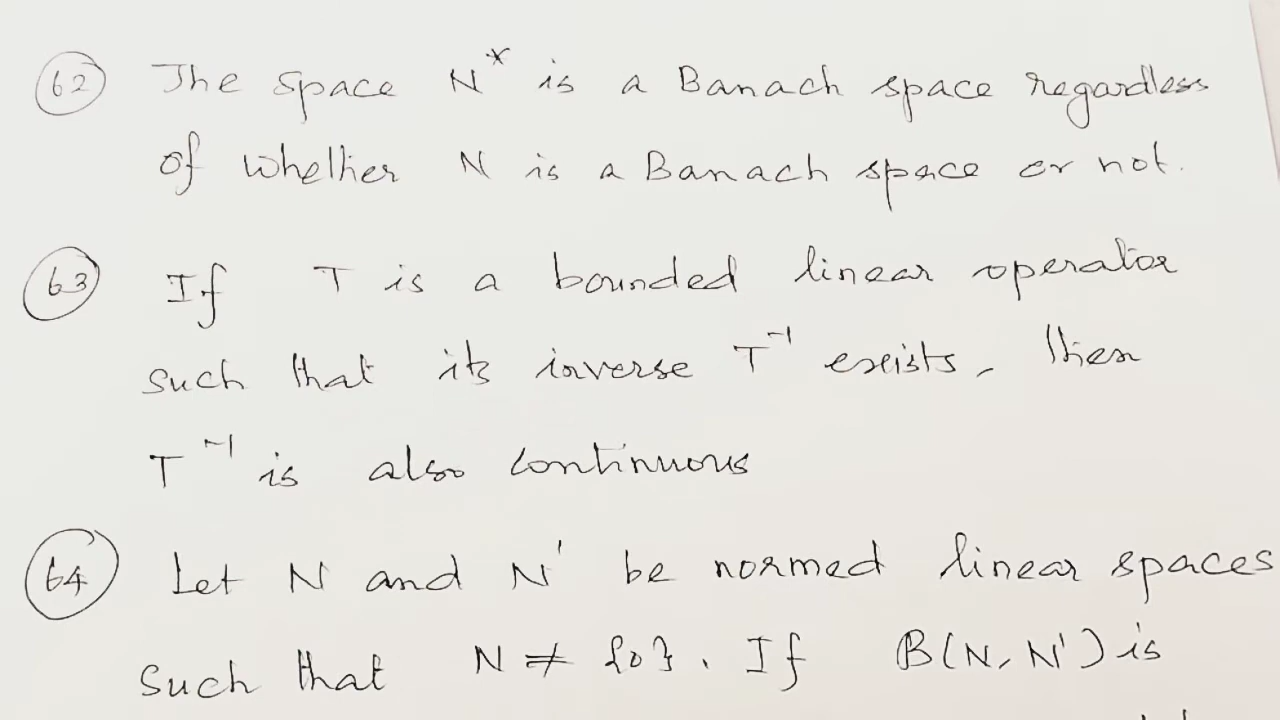 62 The space N* is a Banach space regardless
of whether N is a Banach space or not.
63 If T is a bounded linear operator
such that its inverse T⁻¹ exists, then
T⁻¹ is also continuous
64 Let N and N' be normed linear spaces
such that N ≠ {0}. If B(N, N') is